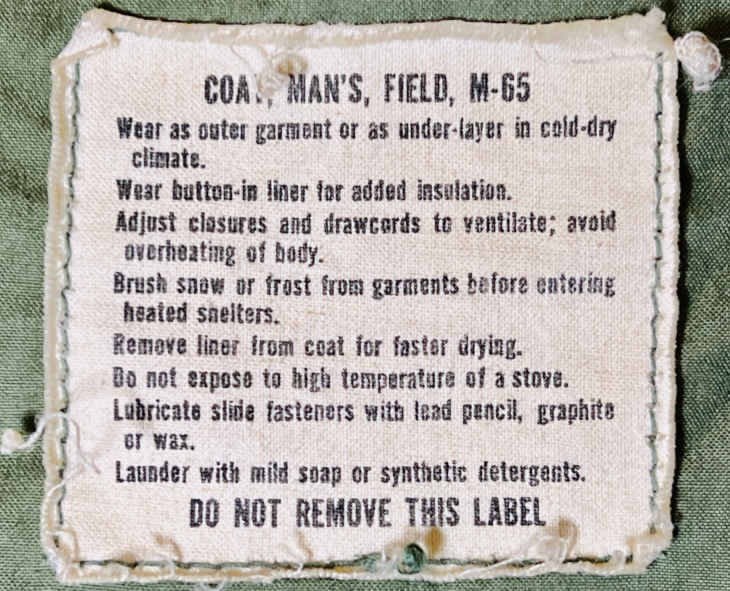 COAT, MAN'S, FIELD, M-65
Wear as outer garment or as under-layer in cold-dry
climate.
Wear button-in liner for added insulation.
Adjust closures and drawcords to ventilate; avoid
overheating of body.
Brush snow or frost from garments before entering
heated shelters.
Remove liner from coat for faster drying.
Do not expose to high temperature of a stove.
Lubricate slide fasteners with lead pencil, graphite
or wax.
Launder with mild soap or synthetic detergents.
DO NOT REMOVE THIS LABEL